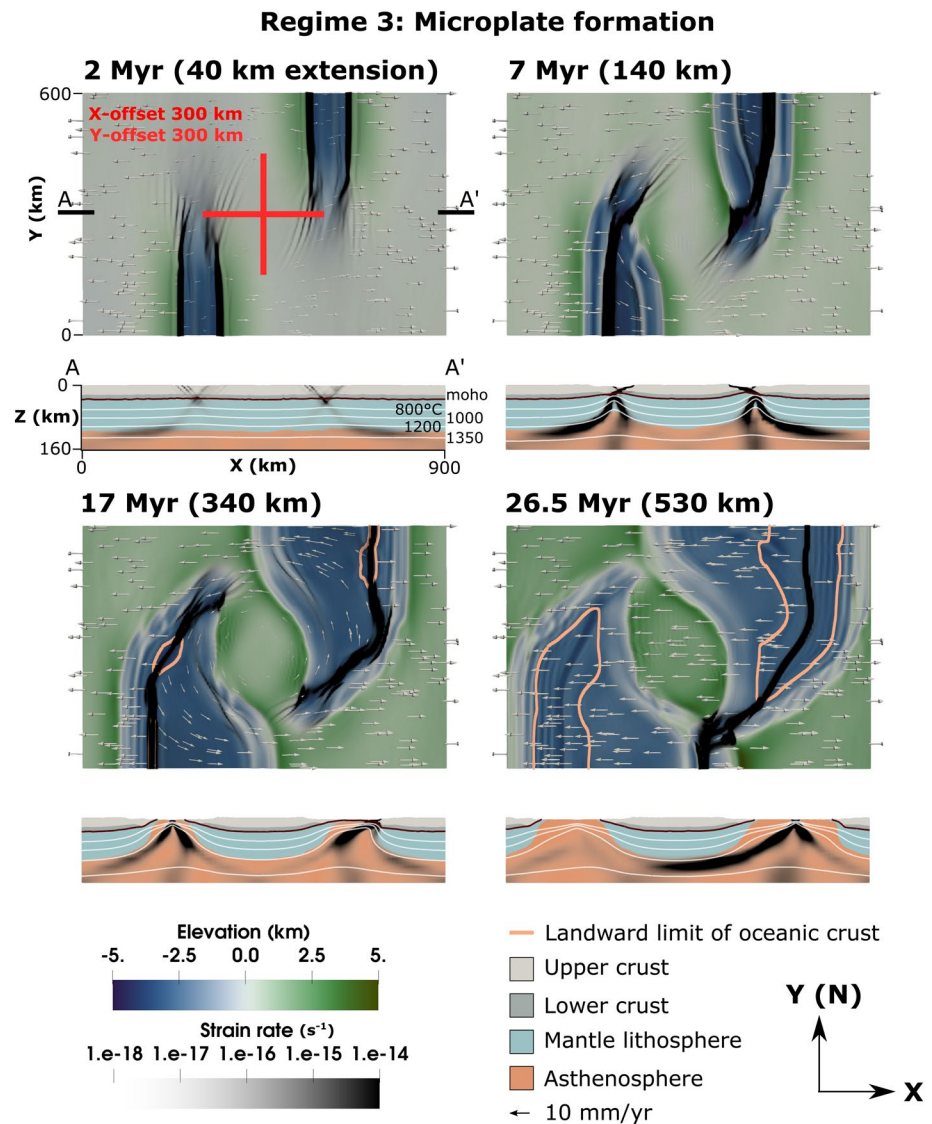 Regime 3: Microplate formation
2 Myr (40 km extension)
7 Myr (140 km)
600
X-offset 300 km
Y-offset 300 km
A
A'
Y (km)
0
A
A'
0
moho
Z (km)
800°C
1000
1200
1350
160
0
X (km)
900
17 Myr (340 km)
26.5 Myr (530 km)
Elevation (km)
-5. -2.5 0.0 2.5 5.
Strain rate (s⁻¹)
1.e-18 1.e-17 1.e-16 1.e-15 1.e-14
Landward limit of oceanic crust
Upper crust
Lower crust
Mantle lithosphere
Asthenosphere
10 mm/yr
Y (N)
X